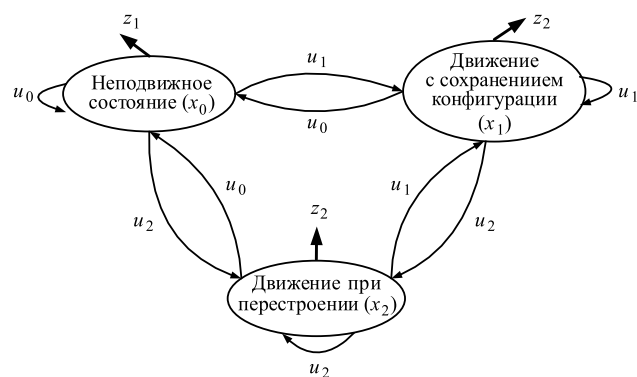 z1
z2
Неподвижное
состояние (x0)
u0
u1
u0
Движение
с сохранениием
конфигурации
(x1)
u1
u2
u0
u1
u2
z2
Движение при
перестроении (x2)
u2